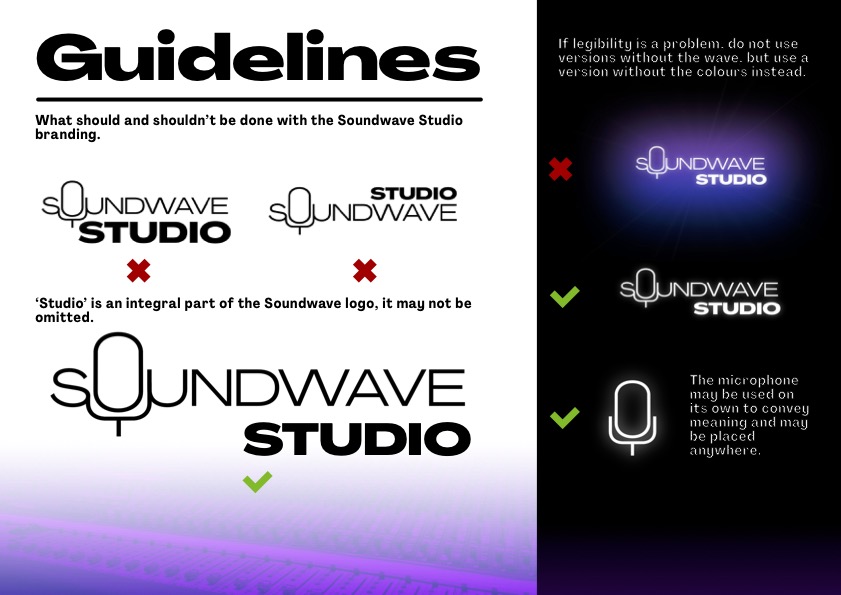 Guidelines
What should and shouldn't be done with the Soundwave Studio
branding.
SOUNDWAVE
STUDIO
STUDIO
SOUNDWAVE
'Studio' is an integral part of the Soundwave logo, it may not be
omitted.
SOUNDWAVE
STUDIO
If legibility is a problem. do not use
versions without the wave. but use a
version without the colours instead.
SOUNDWAVE
STUDIO
SOUNDWAVE
STUDIO
The microphone
may be used on
its own to convey
meaning and may
be placed
anywhere.